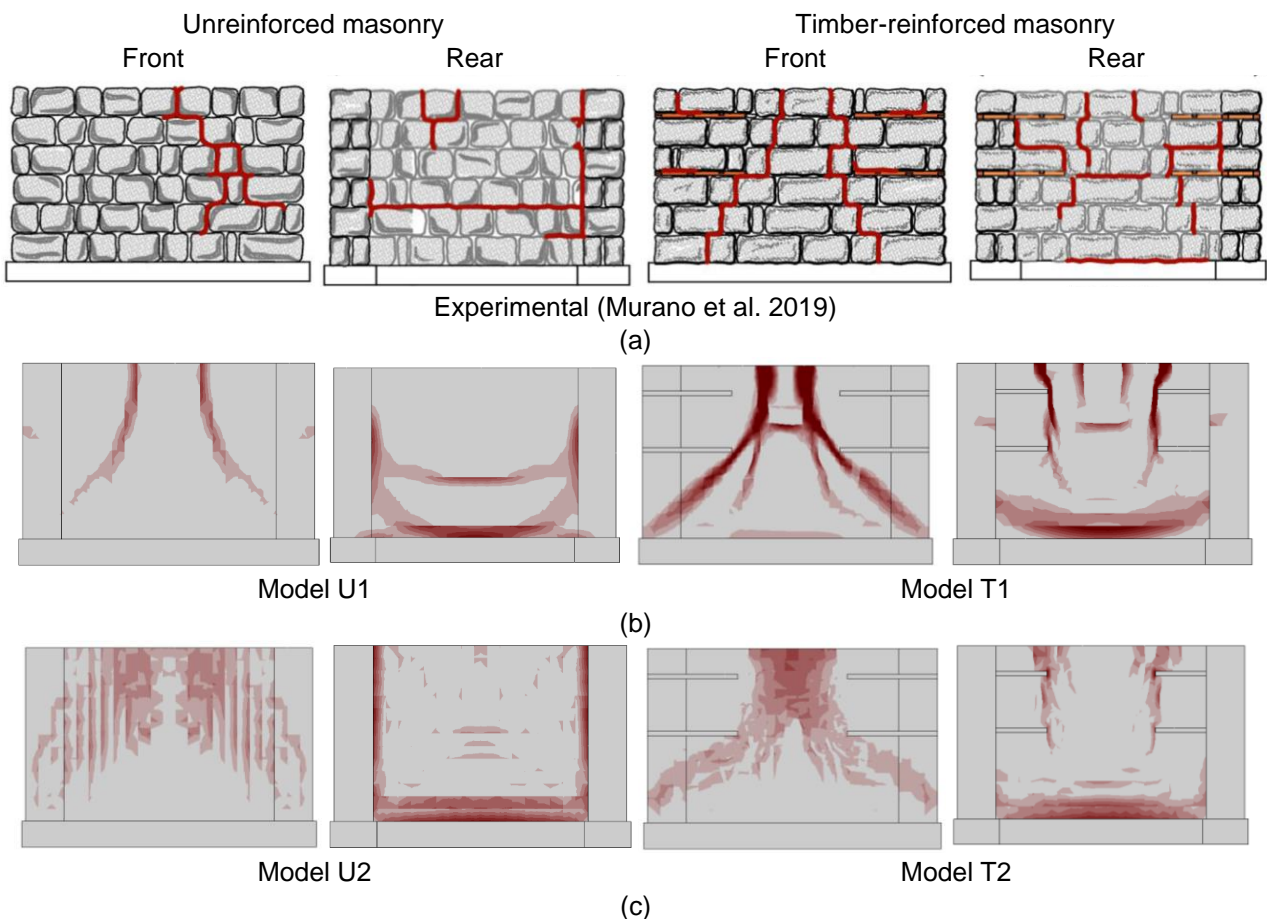 Unreinforced masonry Timber-reinforced masonry
Front Rear Front Rear
Experimental (Murano et al. 2019)
(a)
Model U1 Model T1
(b)
Model U2 Model T2
(c)